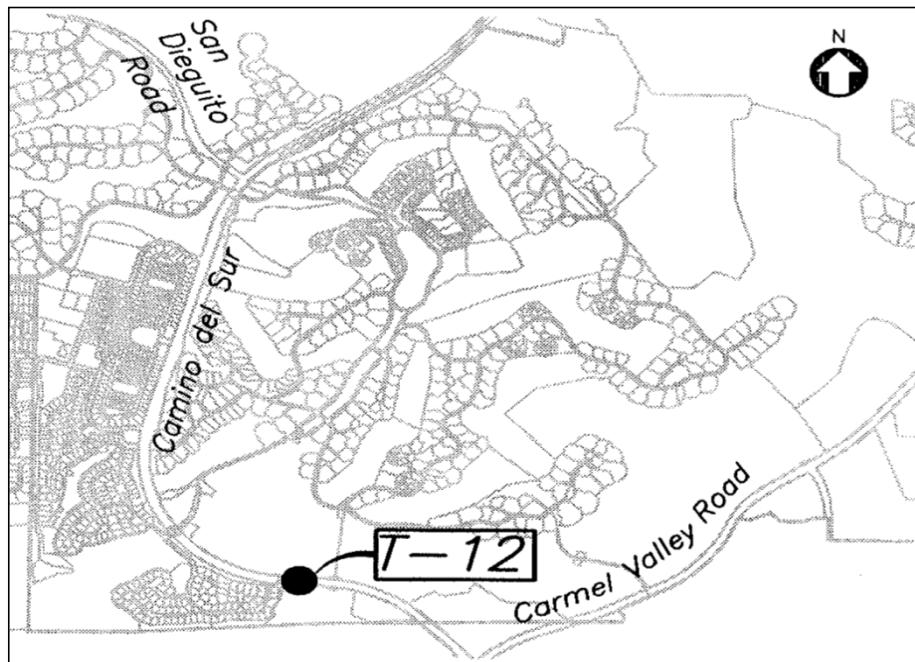 San
Dieguito
Road
N
Camino del Sur
T-12
Carmel Valley Road